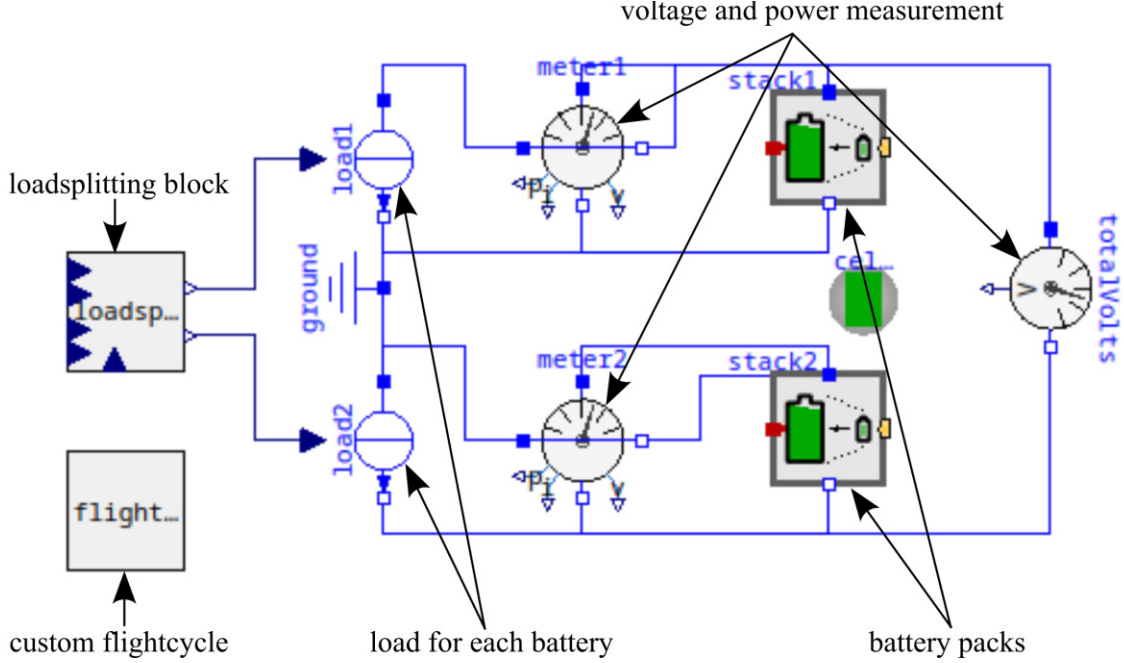 voltage and power measurement
meter1
stack1
load1
p
i
v
loadsplitting block
cel...
totalVolts
ground
V
loadsp...
meter2
stack2
load2
p
i
v
flight...
custom flightcycle
load for each battery
battery packs